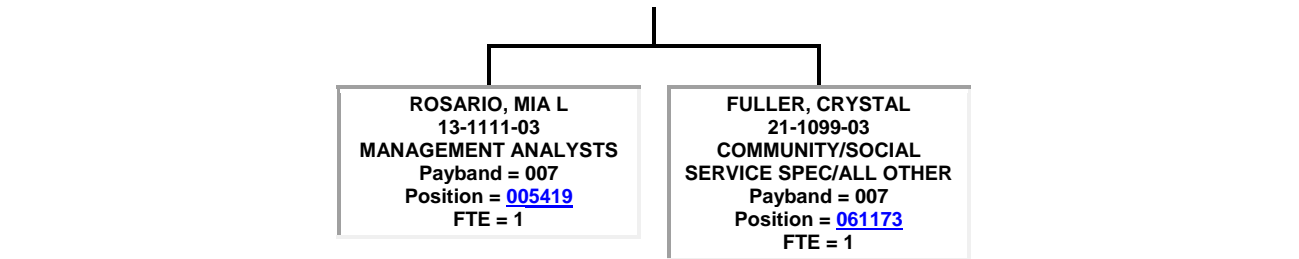 ROSARIO, MIA L
13-1111-03
MANAGEMENT ANALYSTS
Payband = 007
Position = 005419
FTE = 1
FULLER, CRYSTAL
21-1099-03
COMMUNITY/SOCIAL
SERVICE SPEC/ALL OTHER
Payband = 007
Position = 061173
FTE = 1